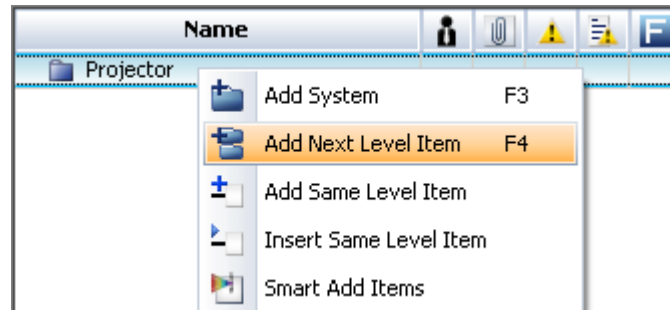 Name F
Projector
Add System F3
Add Next Level Item F4
Add Same Level Item
Insert Same Level Item
Smart Add Items